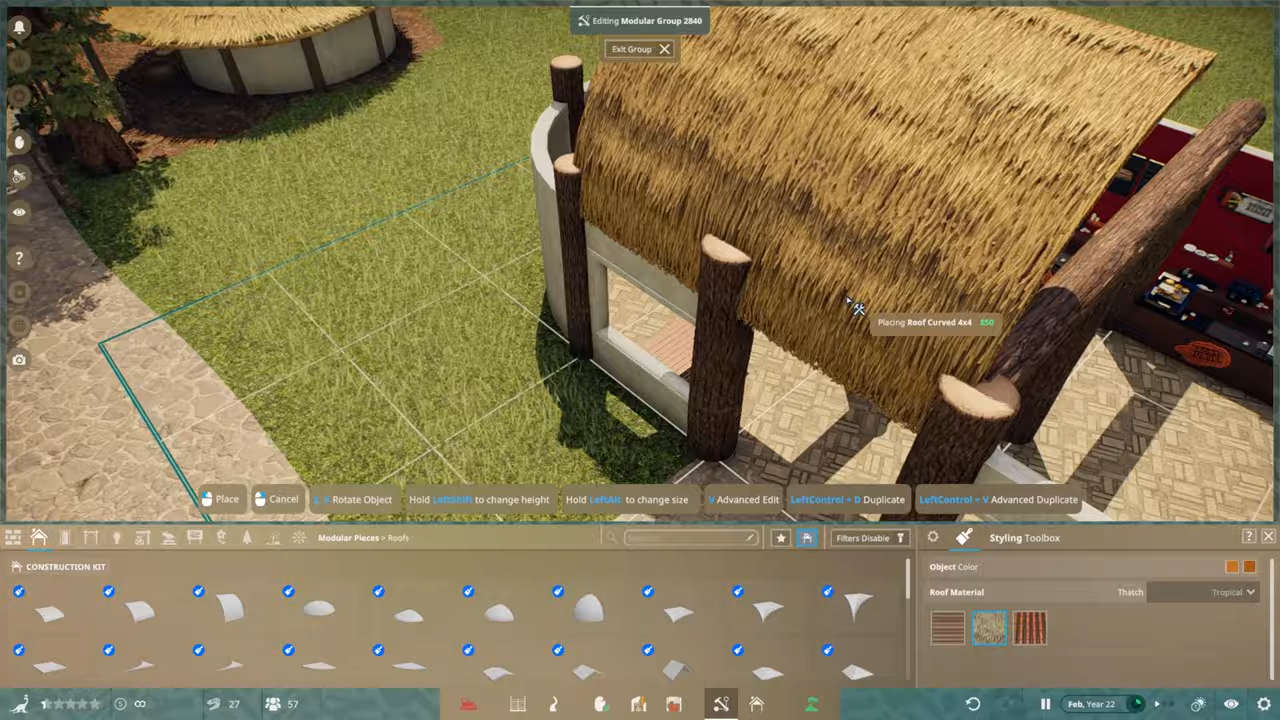 Editing Modular Group 2840
Exit Group
Placing Roof Curved 4x4 $50
Place
Cancel
Rotate Object
Hold LeftShift to change height
Hold LeftAlt to change size
V Advanced Edit
LeftControl + D Duplicate
LeftControl + V Advanced Duplicate
Modular Pieces > Roofs
Filters Disable
Styling Toolbox
?
CONSTRUCTION KIT
Object Color
Roof Material
Thatch
Tropical
27
57
Feb, Year 22